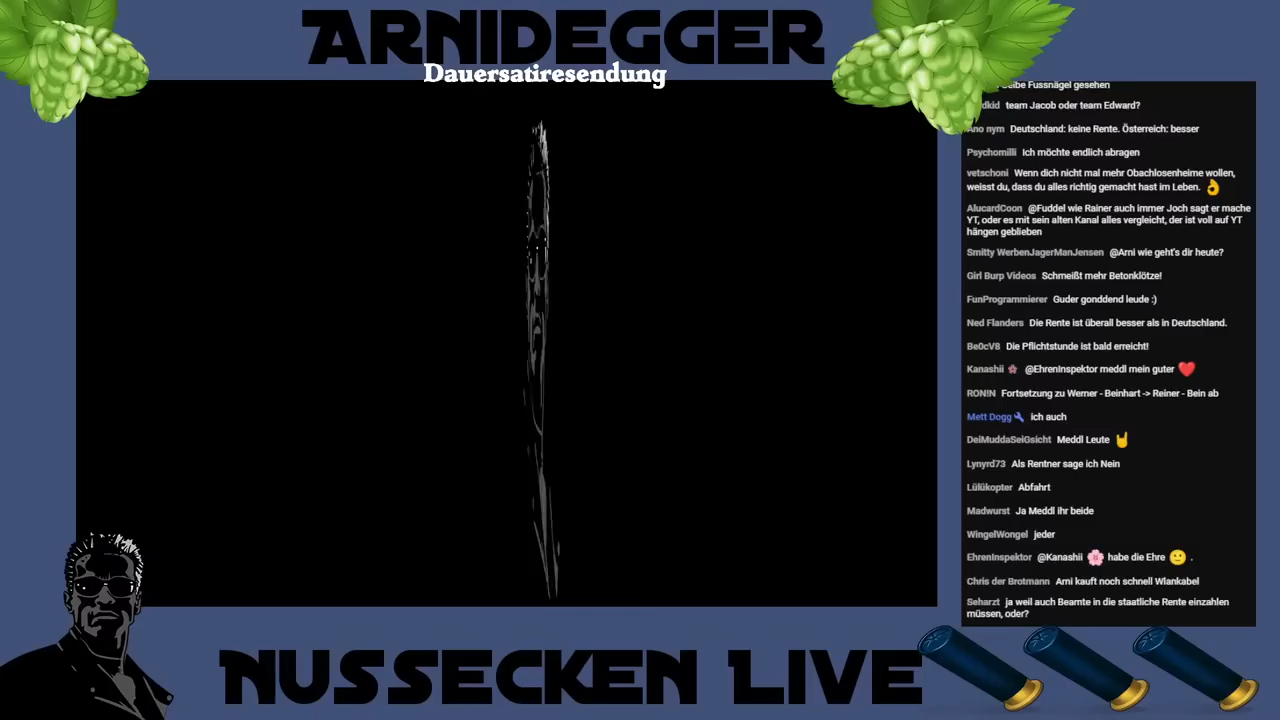 ARNIDEGGER
Dauersatiresendung
Fussnägel gesehen
team Jacob oder team Edward?
Ano nym Deutschland: keine Rente. Österreich: besser
Psychomilli Ich möchte endlich abragen
vetschoni Wenn dich nicht mal mehr Obachlosenheime wollen,
weisst du, dass du alles richtig gemacht hast im Leben. 👌
AlucardCoon @Fuddel wie Rainer auch immer Joch sagt er mache
YT, oder es mit sein alten Kanal alles vergleicht, der ist voll auf YT
hängen geblieben
Smitty WerbenJagerManJensen @Arni wie geht's dir heute?
Girl Burp Videos Schmeißt mehr Betonklötze!
FunProgrammierer Guder gonddend leude :)
Ned Flanders Die Rente ist überall besser als in Deutschland.
Be0cV8 Die Pflichtstunde ist bald erreicht!
Kanashii 🌸 @EhrenInspektor meddl mein guter ❤️
RON!N Fortsetzung zu Werner - Beinhart -> Reiner - Bein ab
Mett Dogg 🔧 ich auch
DeiMuddaSeiGsicht Meddl Leute 🤘
Lynyrd73 Als Rentner sage ich Nein
Lülükopter Abfahrt
Madwurst Ja Meddl ihr beide
WingelWongel jeder
EhrenInspektor @Kanashii 🌸 habe die Ehre 🙂 .
Chris der Brotmann Arni kauft noch schnell Wlankabel
Seharzt ja weil auch Beamte in die staatliche Rente einzahlen
müssen, oder?
NUSSECKEN LIVE